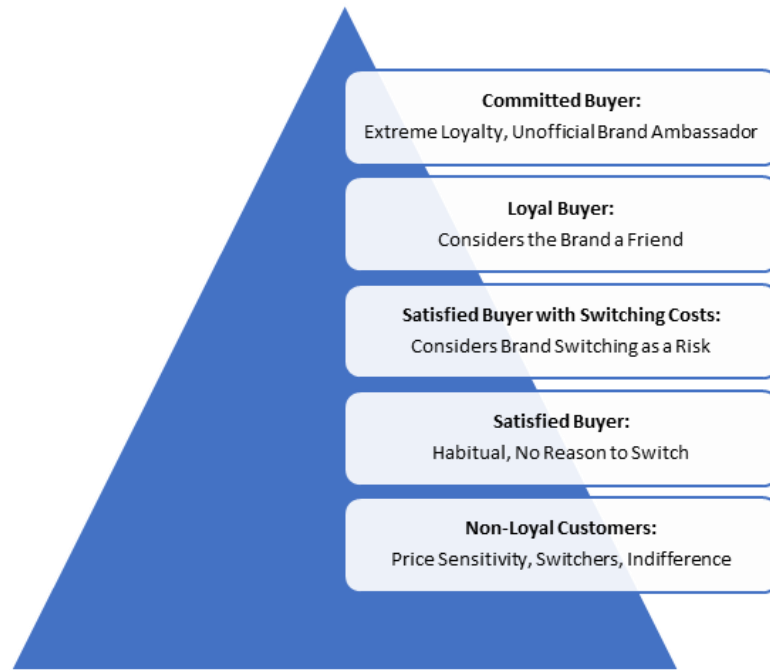 Committed Buyer:
Extreme Loyalty, Unofficial Brand Ambassador
Loyal Buyer:
Considers the Brand a Friend
Satisfied Buyer with Switching Costs:
Considers Brand Switching as a Risk
Satisfied Buyer:
Habitual, No Reason to Switch
Non-Loyal Customers:
Price Sensitivity, Switchers, Indifference